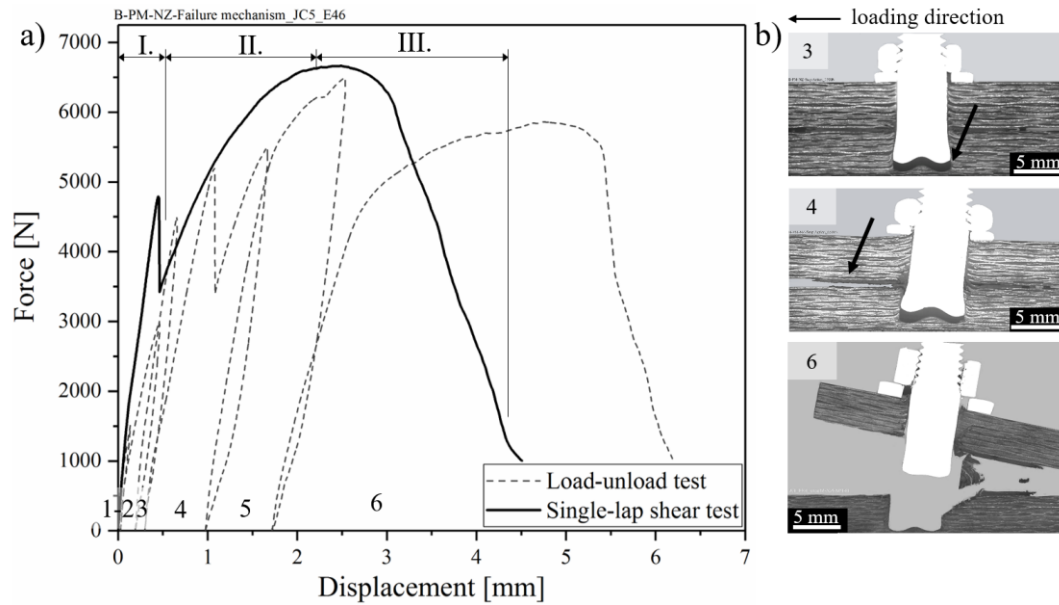 B-PM-NZ-Failure mechanism_JC5_E46
a)
I.
II.
III.
7000
6000
5000
4000
3000
2000
1000
0
Force [N]
1
2
3
4
5
6
Load-unload test
Single-lap shear test
0
1
2
3
4
5
6
7
Displacement [mm]
b)
loading direction
3
5 mm
4
5 mm
6
5 mm